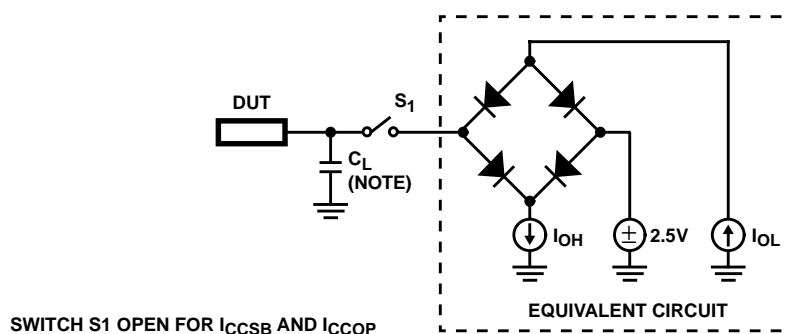 DUT
S1
CL
(NOTE)
IOH
± 2.5V
IOL
EQUIVALENT CIRCUIT
SWITCH S1 OPEN FOR ICCSB AND ICCOP